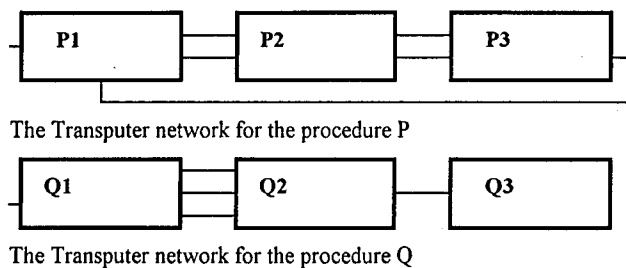 P1 P2 P3
The Transputer network for the procedure P
Q1 Q2 Q3
The Transputer network for the procedure Q